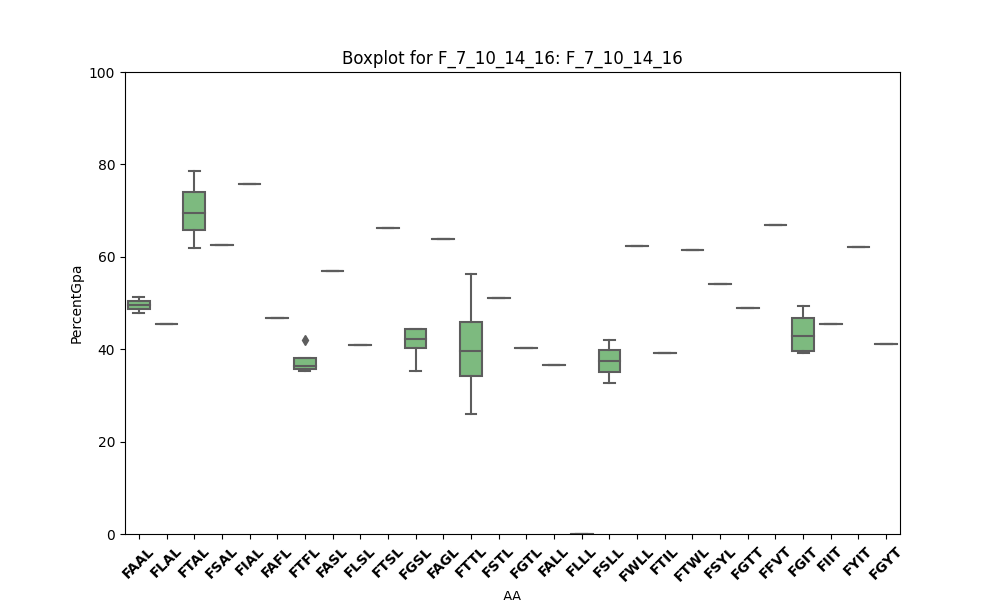 Boxplot for F_7_10_14_16: F_7_10_14_16
100
80
60
40
20
0
PercentGpa
FAAL FLAL FTAL FSAL FIAL FAFL FTFL FASL FLSL FTSL FGSL FAGL FTTL FSTL FGTL FALL FLLL FSLL FWLL FTIL FTWL FSYL FGTT FFVT FGIT FIIT FYIT FGYT
AA